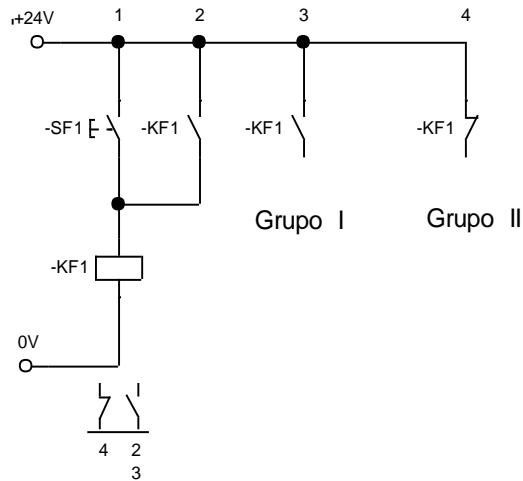 1 2 3 4
+24V
-SF1 -KF1 -KF1 -KF1
Grupo I Grupo II
-KF1
0V
4 2
3